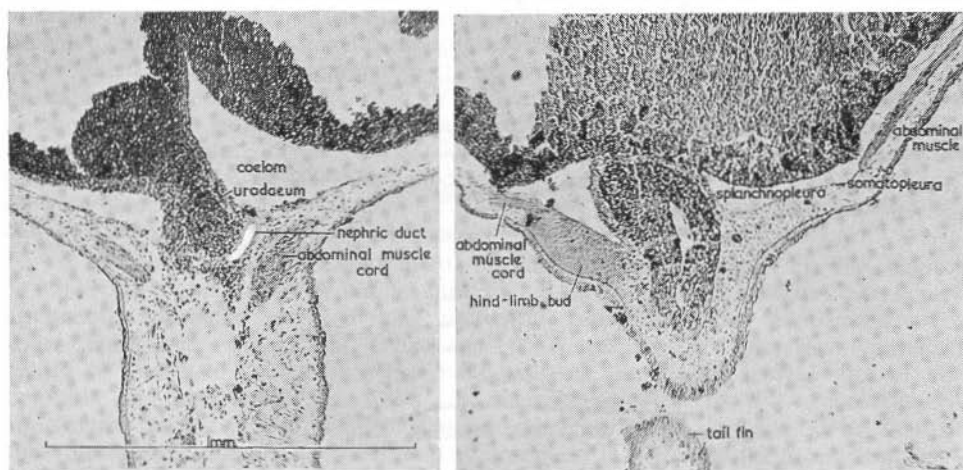 coelom
urodaeum
nephric duct
abdominal muscle
cord
1mm
abdominal
muscle
splanchnopleura
somatopleura
abdominal
muscle
cord
hind-limb bud
tail fin